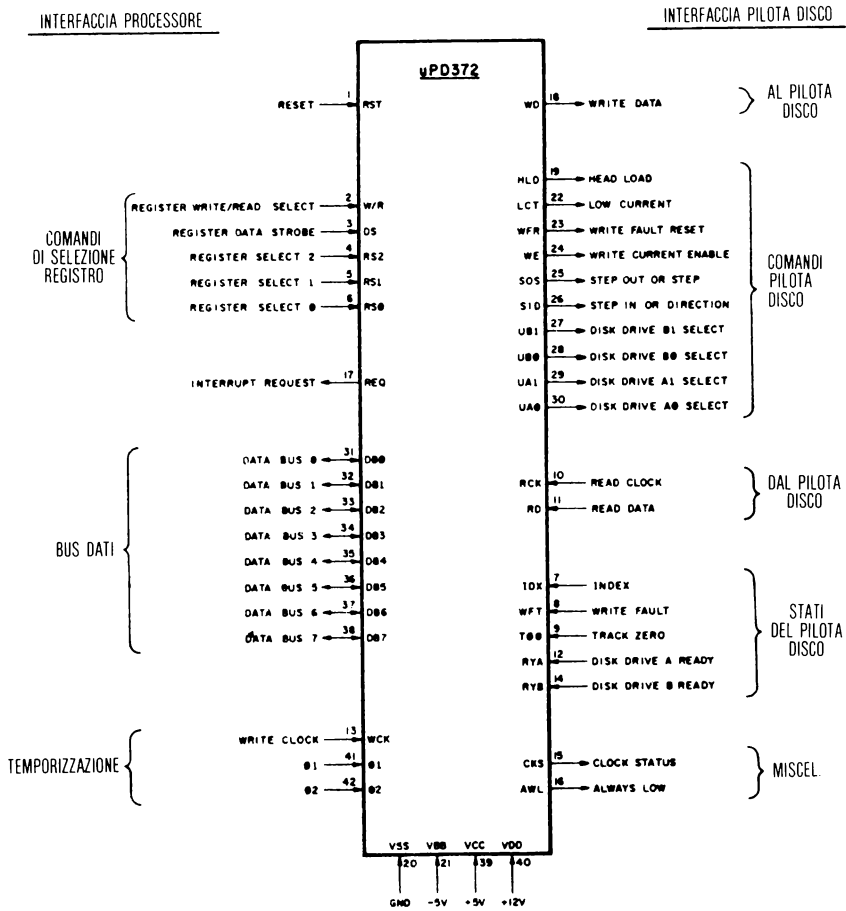 INTERFACCIA PROCESSORE
INTERFACCIA PILOTA DISCO
μPD372
RESET 1 RST
WD 18 WRITE DATA
AL PILOTA
DISCO
HLD 19 HEAD LOAD
LCT 22 LOW CURRENT
WFR 23 WRITE FAULT RESET
WE 24 WRITE CURRENT ENABLE
SOS 25 STEP OUT OR STEP
SID 26 STEP IN OR DIRECTION
UB1 27 DISK DRIVE B1 SELECT
UB0 28 DISK DRIVE B0 SELECT
UA1 29 DISK DRIVE A1 SELECT
UA0 30 DISK DRIVE A0 SELECT
COMANDI
PILOTA
DISCO
COMANDI
DI SELEZIONE
REGISTRO
REGISTER WRITE/READ SELECT 2 W/R
REGISTER DATA STROBE 3 DS
REGISTER SELECT 2 4 RS2
REGISTER SELECT 1 5 RS1
REGISTER SELECT 0 6 RS0
INTERRUPT REQUEST 17 REQ
BUS DATI
DATA BUS 0 31 DB0
DATA BUS 1 32 DB1
DATA BUS 2 33 DB2
DATA BUS 3 34 DB3
DATA BUS 4 35 DB4
DATA BUS 5 36 DB5
DATA BUS 6 37 DB6
DATA BUS 7 38 DB7
RCK 10 READ CLOCK
RD 11 READ DATA
DAL PILOTA
DISCO
IDX 7 INDEX
WFT 8 WRITE FAULT
T00 9 TRACK ZERO
RYA 12 DISK DRIVE A READY
RYB 14 DISK DRIVE B READY
STATI
DEL PILOTA
DISCO
TEMPORIZZAZIONE
WRITE CLOCK 13 WCK
Ø1 41 Ø1
Ø2 42 Ø2
CKS 15 CLOCK STATUS
AWL 16 ALWAYS LOW
MISCEL.
VSS VBB VCC VDD
20 21 39 40
GND -5V +5V +12V